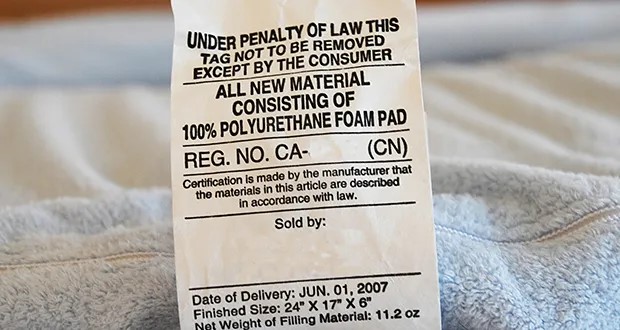 UNDER PENALTY OF LAW THIS
TAG NOT TO BE REMOVED
EXCEPT BY THE CONSUMER
ALL NEW MATERIAL
CONSISTING OF
100% POLYURETHANE FOAM PAD
REG. NO. CA- (CN)
Certification is made by the manufacturer that
the materials in this article are described
in accordance with law.
Sold by:
Date of Delivery: JUN. 01, 2007
Finished Size: 24" X 17" X 6"
Net Weight of Filling Material: 11.2 oz